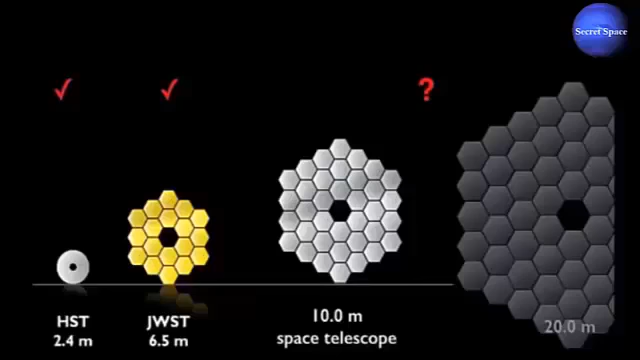 Secret Space
✓
✓
?
HST
2.4 m
JWST
6.5 m
10.0 m
space telescope
20.0 m